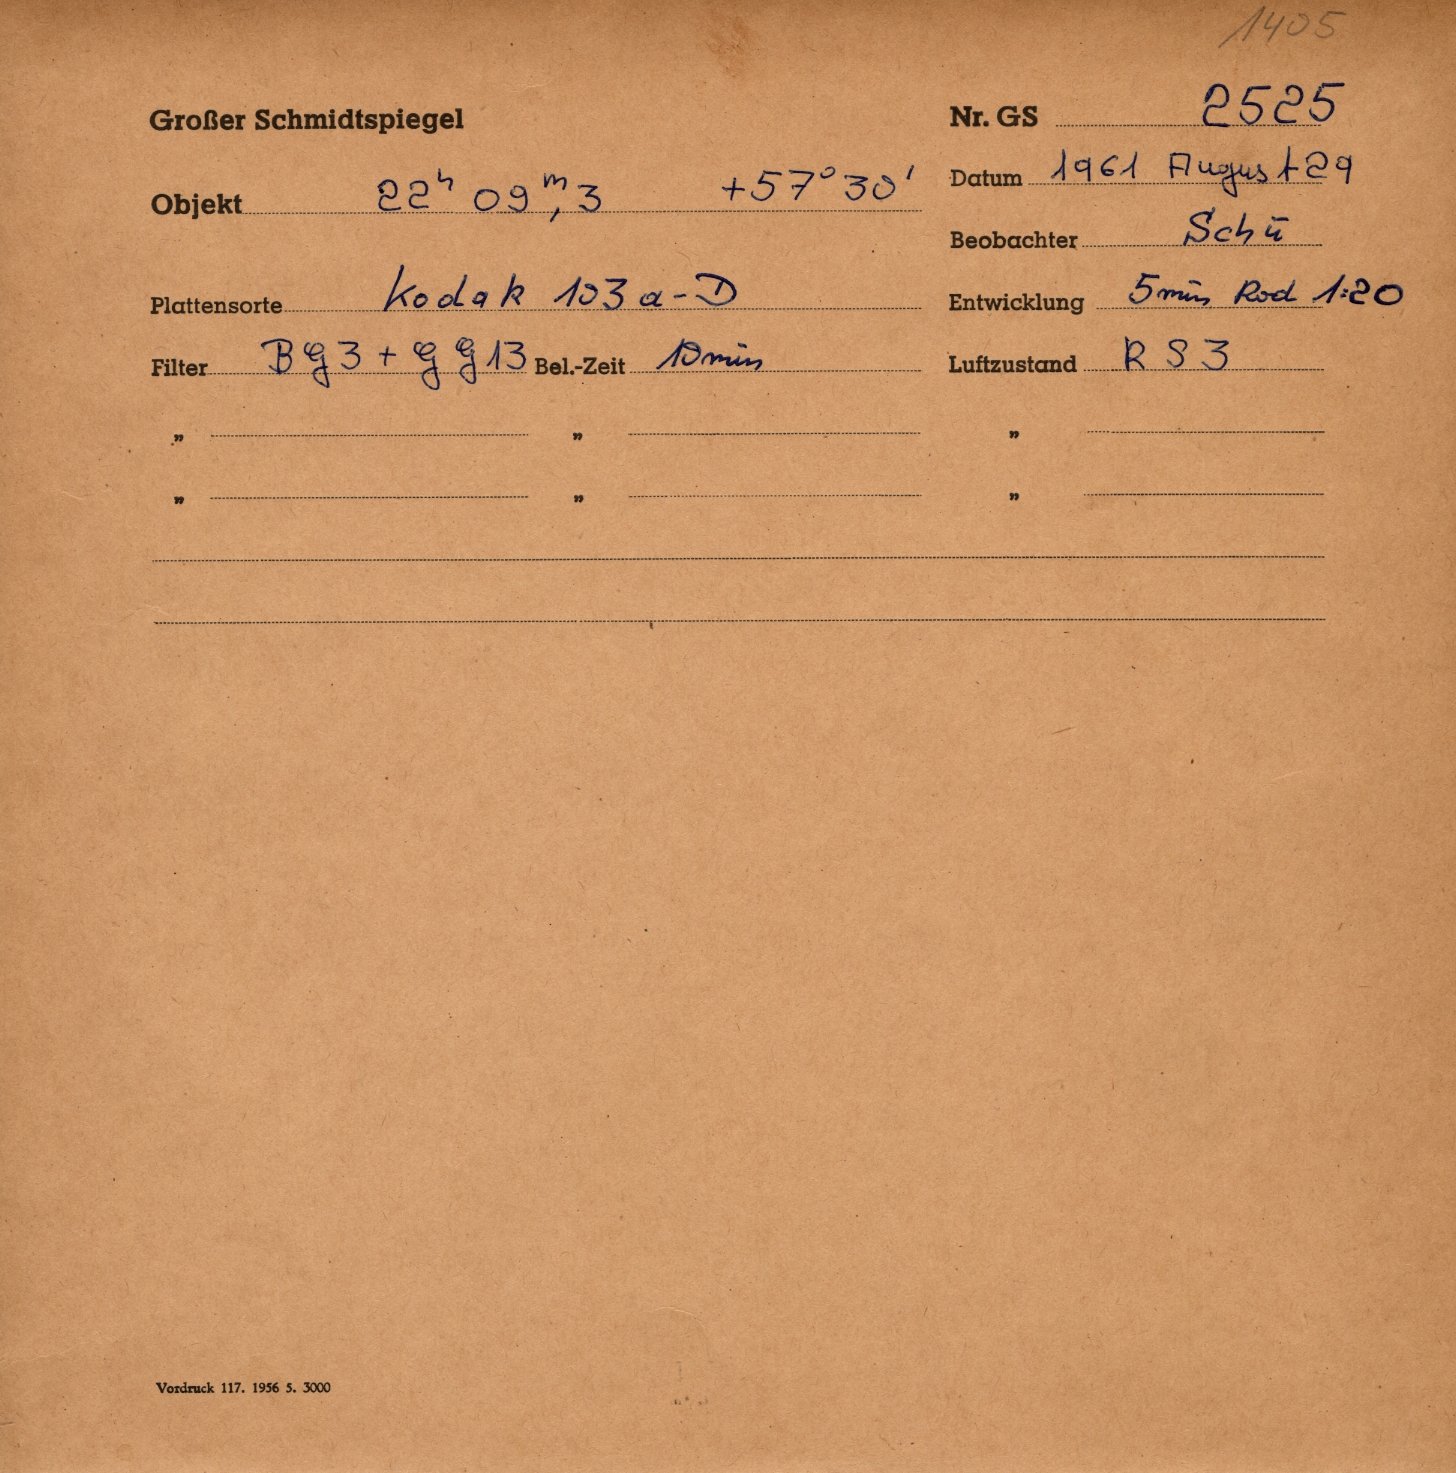 1405
Großer Schmidtspiegel Nr. GS 2525
Datum 1961 August 29
Objekt 22ʰ 09ᵐ,3 +57° 30'
Beobachter Schü
Plattensorte Kodak 103 a-D Entwicklung 5min Rod 1:20
Filter BG3 + GG13 Bel.-Zeit 10min Luftzustand R S 3
" " "
" " "
Vordruck 117. 1956 5. 3000